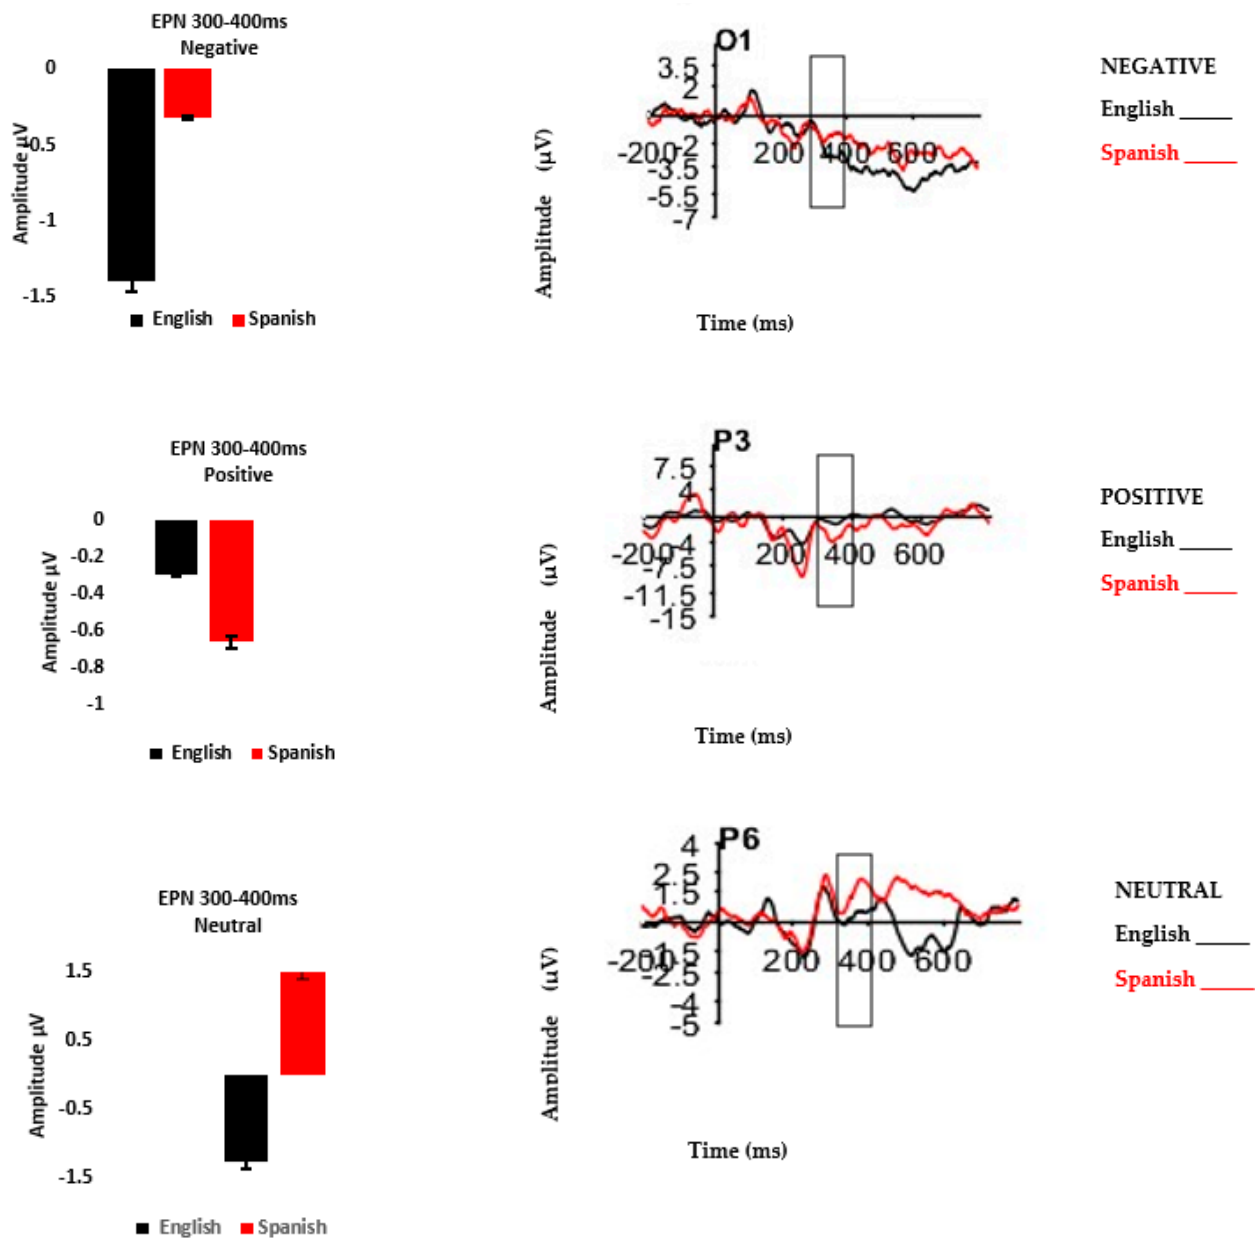 EPN 300-400ms
Negative
0
-0.5
-1
-1.5
Amplitude µV
English Spanish
O1
3.5
2
-2
-3.5
-5.5
-7
-200 200 400 600
Amplitude (µV)
Time (ms)
NEGATIVE
English _____
Spanish _____
EPN 300-400ms
Positive
0
-0.2
-0.4
-0.6
-0.8
-1
Amplitude µV
English Spanish
P3
7.5
4
-4
-7.5
-11.5
-15
-200 200 400 600
Amplitude (µV)
Time (ms)
POSITIVE
English _____
Spanish _____
EPN 300-400ms
Neutral
1.5
0.5
-0.5
-1.5
Amplitude µV
English Spanish
P6
4
2.5
1.5
-1.5
-2.5
-4
-5
-200 200 400 600
Amplitude (µV)
Time (ms)
NEUTRAL
English _____
Spanish _____